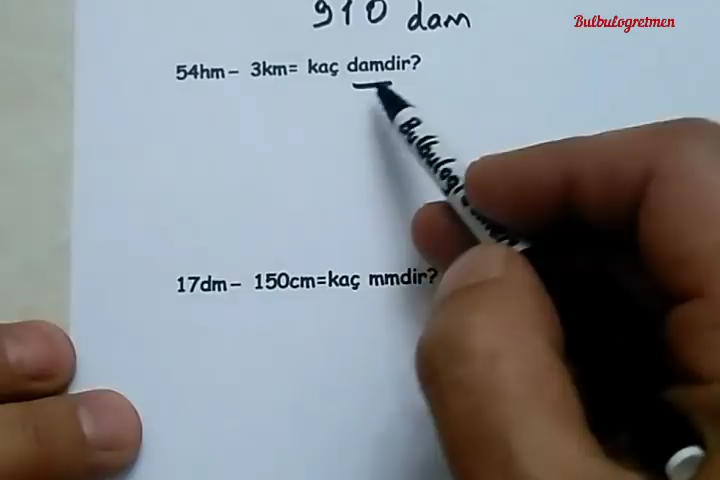 910 dam
Bulbulogretmen
54hm- 3km= kaç damdir?
17dm- 150cm=kaç mmdir?